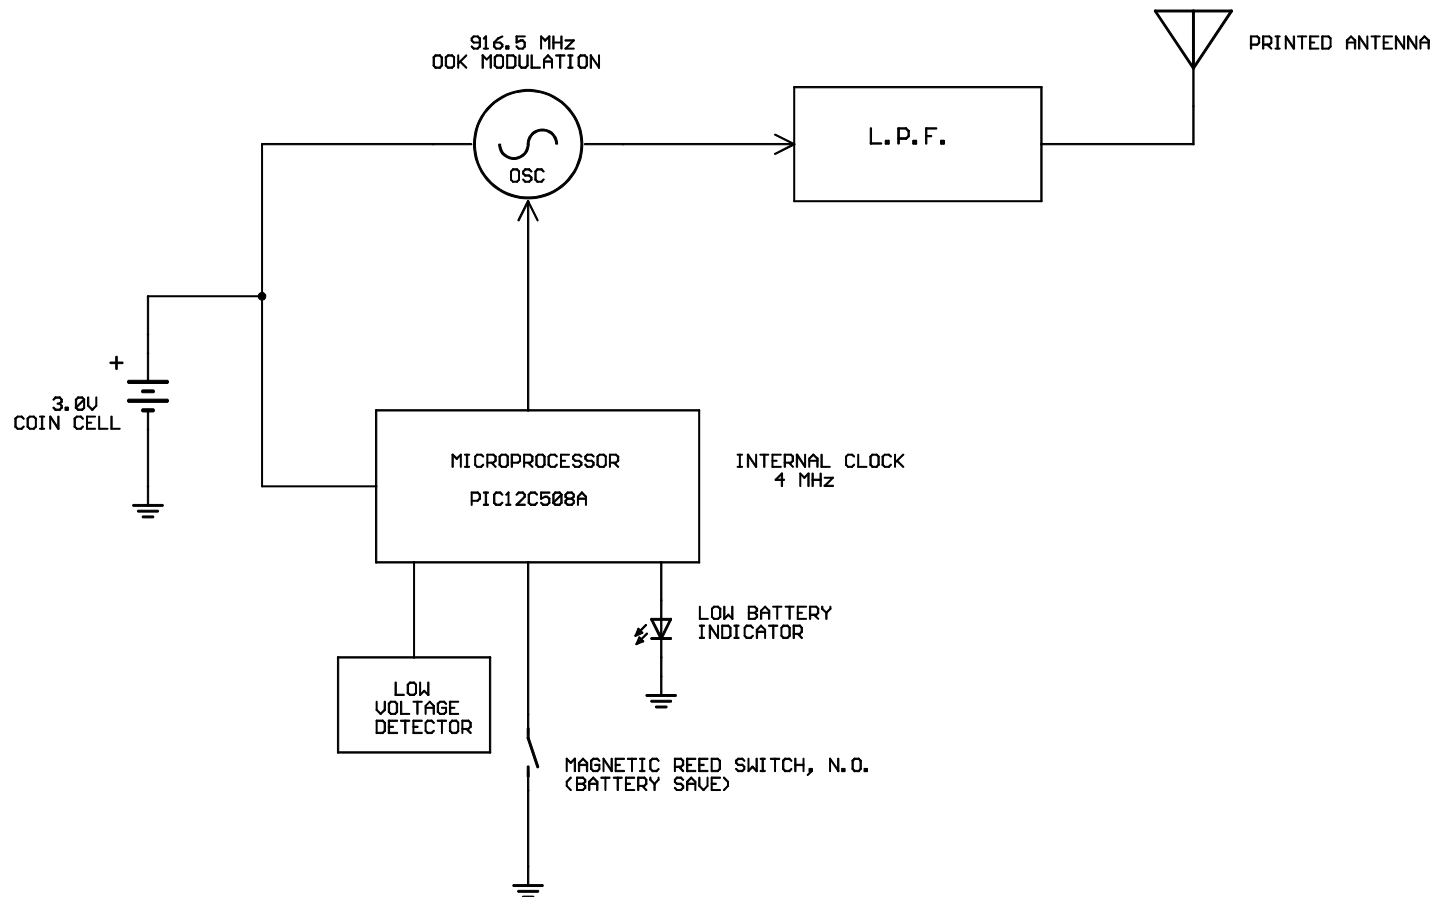 916.5 MHz
OOK MODULATION
PRINTED ANTENNA
L.P.F.
OSC
+
3.0V
COIN CELL
MICROPROCESSOR
PIC12C508A
INTERNAL CLOCK
4 MHz
LOW BATTERY
INDICATOR
LOW
VOLTAGE
DETECTOR
MAGNETIC REED SWITCH, N.O.
(BATTERY SAVE)